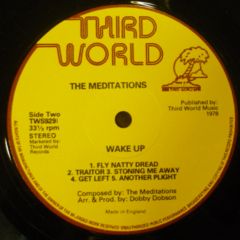 THIRD
WORLD
THE MEDITATIONS
Side Two
TWS929
33⅓ rpm
STEREO
Marketed by:
Third World
Records
Published by:
Third World Music
1978
WAKE UP
1. FLY NATTY DREAD
2. TRAITOR 3. STONING ME AWAY
4. GET LEFT 5. ANOTHER PLIGHT
Composed by: The Meditations
Arr. & Prod. by: Dobby Dobson
Made in England